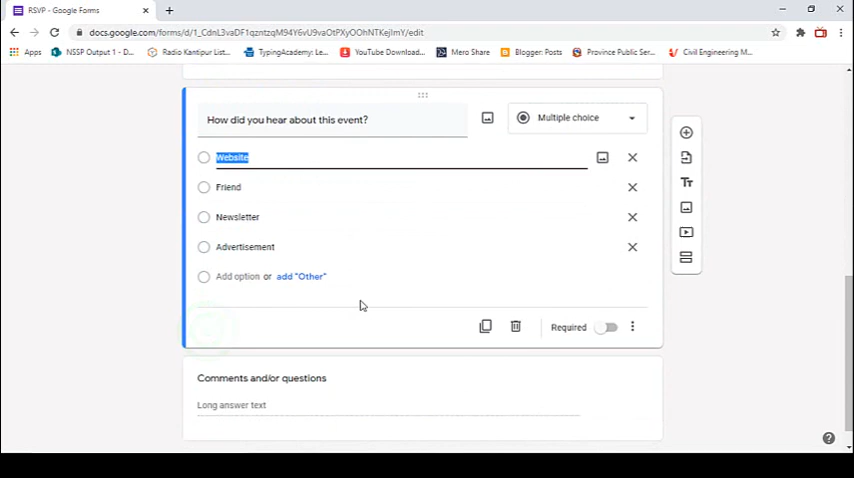 RSVP - Google Forms
docs.google.com/forms/d/1_CdnL3vaDF1qzntzqM94Y6vU9vaOtPXyOOhNTKejImY/edit
Apps NSSP Output 1 - D... Radio Kantipur List... TypingAcademy: Le... YouTube Download... Mero Share Blogger: Posts Province Public Ser... Civil Engineering M...
How did you hear about this event?
Multiple choice
Website
Friend
Newsletter
Advertisement
Add option or add "Other"
Required
Comments and/or questions
Long answer text